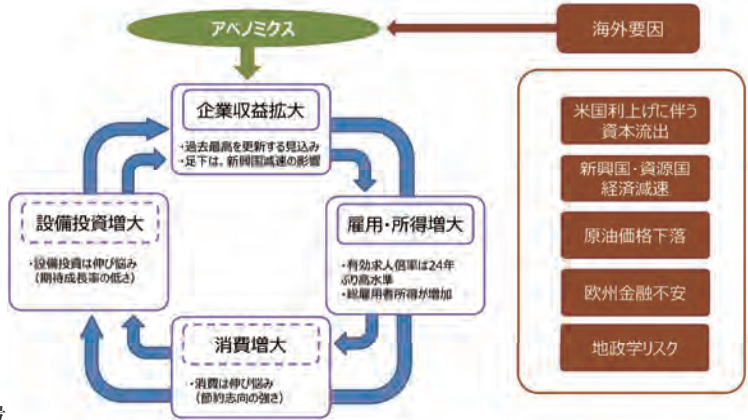 アベノミクス
海外要因
企業収益拡大
・過去最高を更新する見込み
・足下は、新興国減速の影響
設備投資増大
・設備投資は伸び悩み
(期待成長率の低さ)
雇用・所得増大
・有効求人倍率は24年
ぶり高水準
・総雇用者所得が増加
消費増大
・消費は伸び悩み
(節約志向の強さ)
米国利上げに伴う
資本流出
新興国・資源国
経済減速
原油価格下落
欧州金融不安
地政学リスク